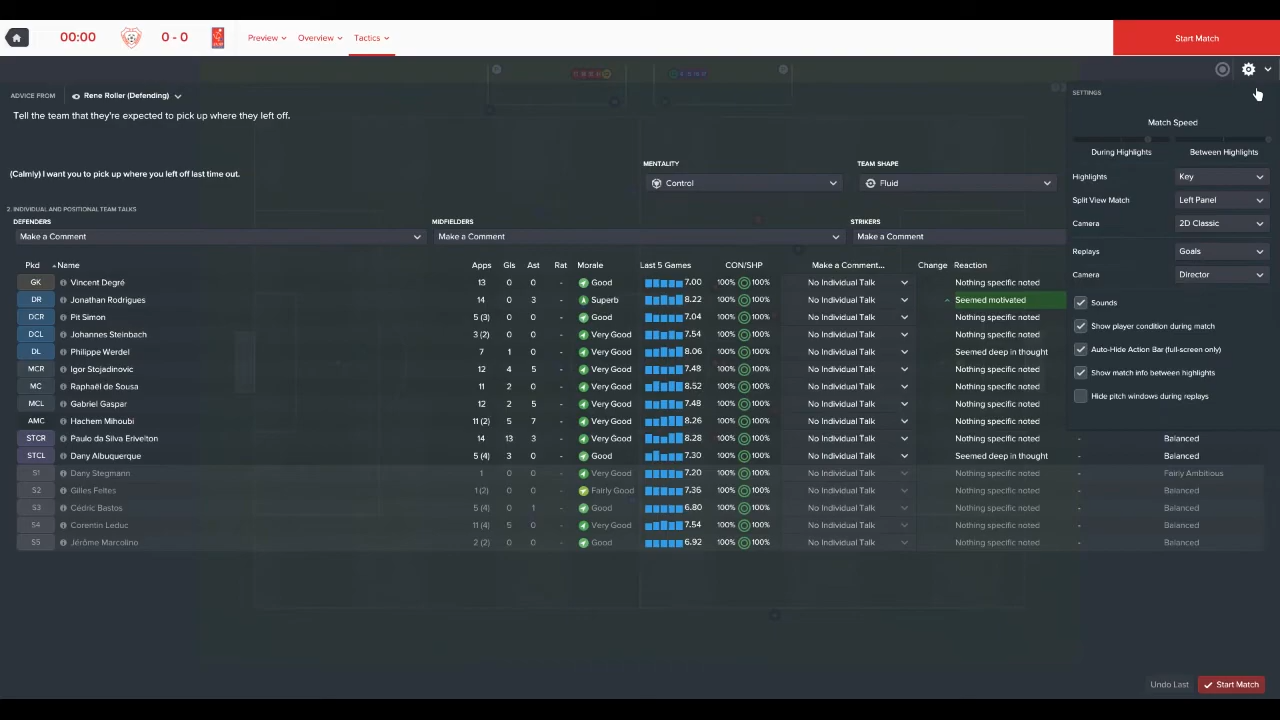 00:00 0 - 0 Preview Overview Tactics Start Match
ADVICE FROM Rene Roller (Defending)
SETTINGS
Tell the team that they're expected to pick up where they left off.
Match Speed
During Highlights Between Highlights
(Calmly) I want you to pick up where you left off last time out.
MENTALITY TEAM SHAPE
Control Fluid
Highlights Key
Split View Match Left Panel
Camera 2D Classic
Replays Goals
Camera Director
Sounds
Show player condition during match
Auto-Hide Action Bar (full-screen only)
Show match info between highlights
Hide pitch windows during replays
2. INDIVIDUAL AND POSITIONAL TEAM TALKS
DEFENDERS MIDFIELDERS STRIKERS
Make a Comment Make a Comment Make a Comment
Pkd Name Apps Gls Ast Rat Morale Last 5 Games CON/SHP Make a Comment... Change Reaction
GK Vincent Degré 13 0 0 - Good 7.00 100% 100% No Individual Talk Nothing specific noted
DR Jonathan Rodrigues 14 0 3 - Superb 8.22 100% 100% No Individual Talk Seemed motivated
DCR Pit Simon 5 (3) 0 0 - Good 7.04 100% 100% No Individual Talk Nothing specific noted
DCL Johannes Steinbach 3 (2) 0 0 - Very Good 7.54 100% 100% No Individual Talk Nothing specific noted
DL Philippe Werdel 7 1 0 - Very Good 8.06 100% 100% No Individual Talk Seemed deep in thought
MCR Igor Stojadinovic 12 4 5 - Very Good 7.48 100% 100% No Individual Talk Nothing specific noted
MC Raphaël de Sousa 11 2 0 - Very Good 8.52 100% 100% No Individual Talk Nothing specific noted
MCL Gabriel Gaspar 12 2 5 - Very Good 7.48 100% 100% No Individual Talk Nothing specific noted
AMC Hachem Mihoubi 11 (2) 5 7 - Very Good 8.26 100% 100% No Individual Talk Nothing specific noted
STCR Paulo da Silva Erivelton 14 13 3 - Very Good 8.28 100% 100% No Individual Talk Nothing specific noted - Balanced
STCL Dany Albuquerque 5 (4) 3 0 - Good 7.30 100% 100% No Individual Talk Seemed deep in thought - Balanced
S1 Dany Stegmann 1 0 0 - Very Good 7.20 100% 100% No Individual Talk Nothing specific noted - Fairly Ambitious
S2 Gilles Feltes 1 (2) 0 0 - Fairly Good 7.36 100% 100% No Individual Talk Nothing specific noted - Balanced
S3 Cédric Bastos 5 (4) 0 1 - Good 6.80 100% 100% No Individual Talk Nothing specific noted - Balanced
S4 Corentin Leduc 11 (4) 5 0 - Very Good 7.54 100% 100% No Individual Talk Nothing specific noted - Balanced
S5 Jérôme Marcolino 2 (2) 0 0 - Good 6.92 100% 100% No Individual Talk Nothing specific noted - Balanced
Undo Last Start Match